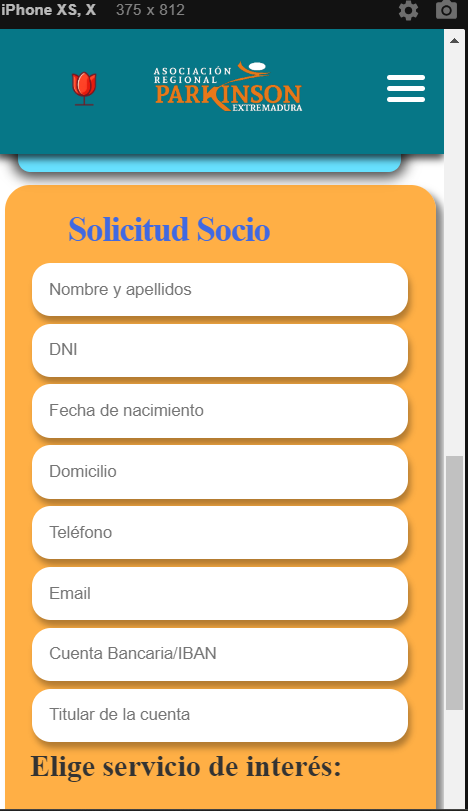 iPhone XS, X 375 x 812
ASOCIACIÓN
REGIONAL
PARKINSON
EXTREMADURA
Solicitud Socio
Nombre y apellidos
DNI
Fecha de nacimiento
Domicilio
Teléfono
Email
Cuenta Bancaria/IBAN
Titular de la cuenta
Elige servicio de interés: